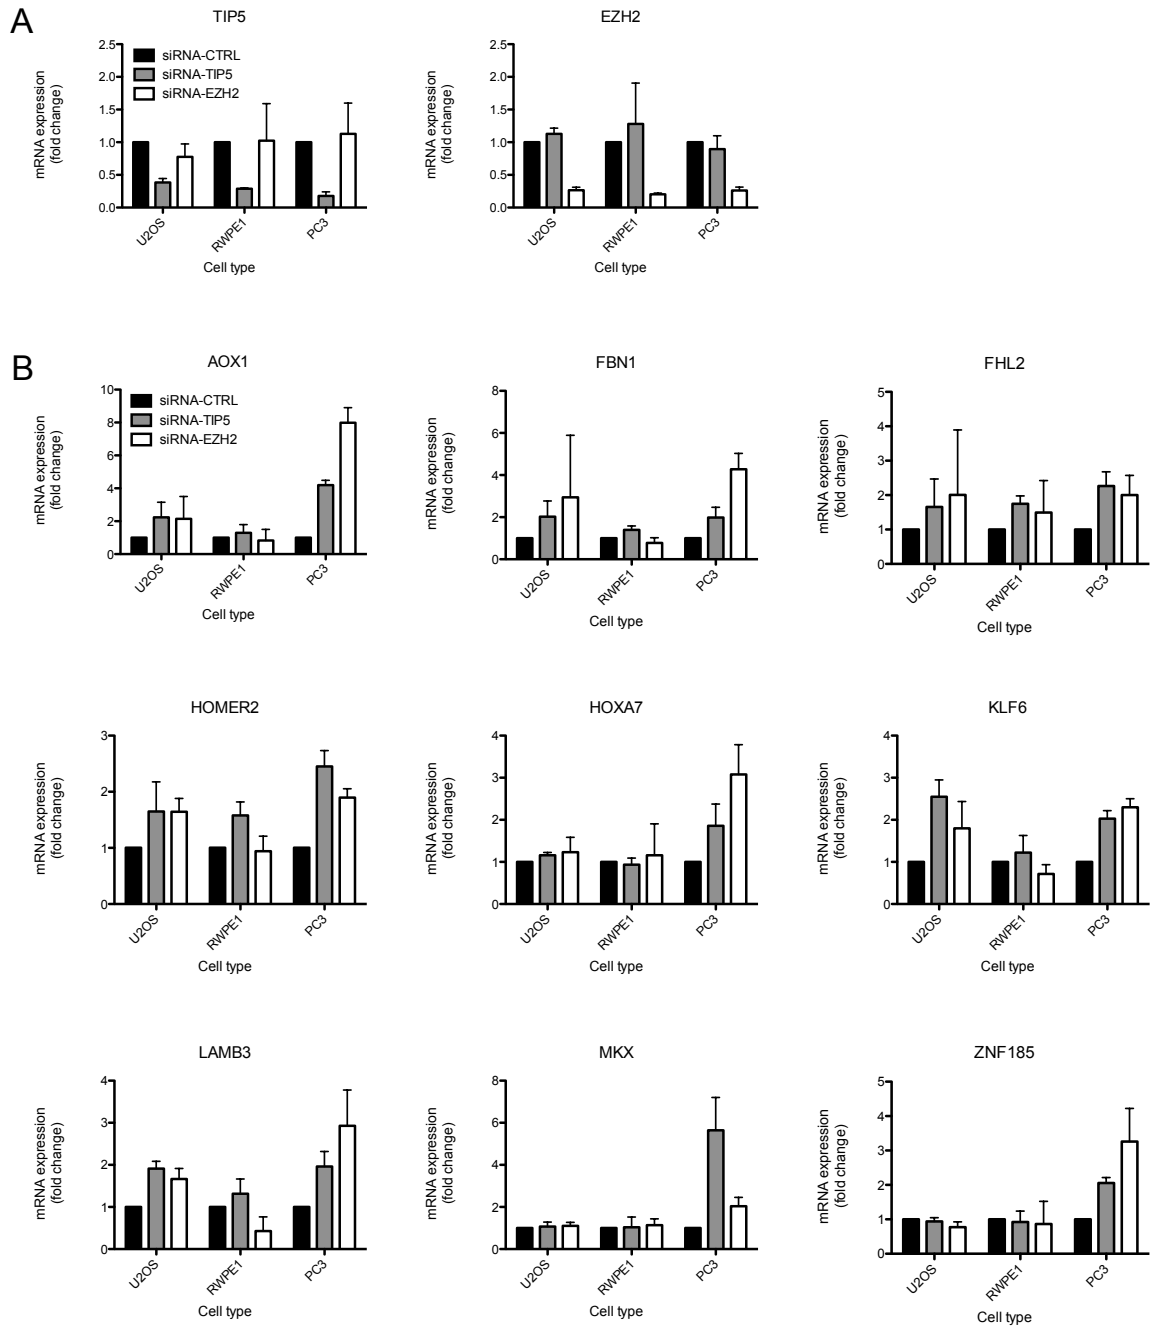 A
TIP5
mRNA expression
(fold change)
2.5
2.0
1.5
1.0
0.5
0.0
siRNA-CTRL
siRNA-TIP5
siRNA-EZH2
U2OS
RWPE1
PC3
Cell type
EZH2
mRNA expression
(fold change)
2.5
2.0
1.5
1.0
0.5
0.0
U2OS
RWPE1
PC3
Cell type
B
AOX1
mRNA expression
(fold change)
10
8
6
4
2
0
siRNA-CTRL
siRNA-TIP5
siRNA-EZH2
U2OS
RWPE1
PC3
Cell type
FBN1
mRNA expression
(fold change)
8
6
4
2
0
U2OS
RWPE1
PC3
Cell type
FHL2
mRNA expression
(fold change)
5
4
3
2
1
0
U2OS
RWPE1
PC3
Cell type
HOMER2
mRNA expression
(fold change)
3
2
1
0
U2OS
RWPE1
PC3
Cell type
HOXA7
mRNA expression
(fold change)
4
3
2
1
0
U2OS
RWPE1
PC3
Cell type
KLF6
mRNA expression
(fold change)
4
3
2
1
0
U2OS
RWPE1
PC3
Cell type
LAMB3
mRNA expression
(fold change)
4
3
2
1
0
U2OS
RWPE1
PC3
Cell type
MKX
mRNA expression
(fold change)
8
6
4
2
0
U2OS
RWPE1
PC3
Cell type
ZNF185
mRNA expression
(fold change)
5
4
3
2
1
0
U2OS
RWPE1
PC3
Cell type